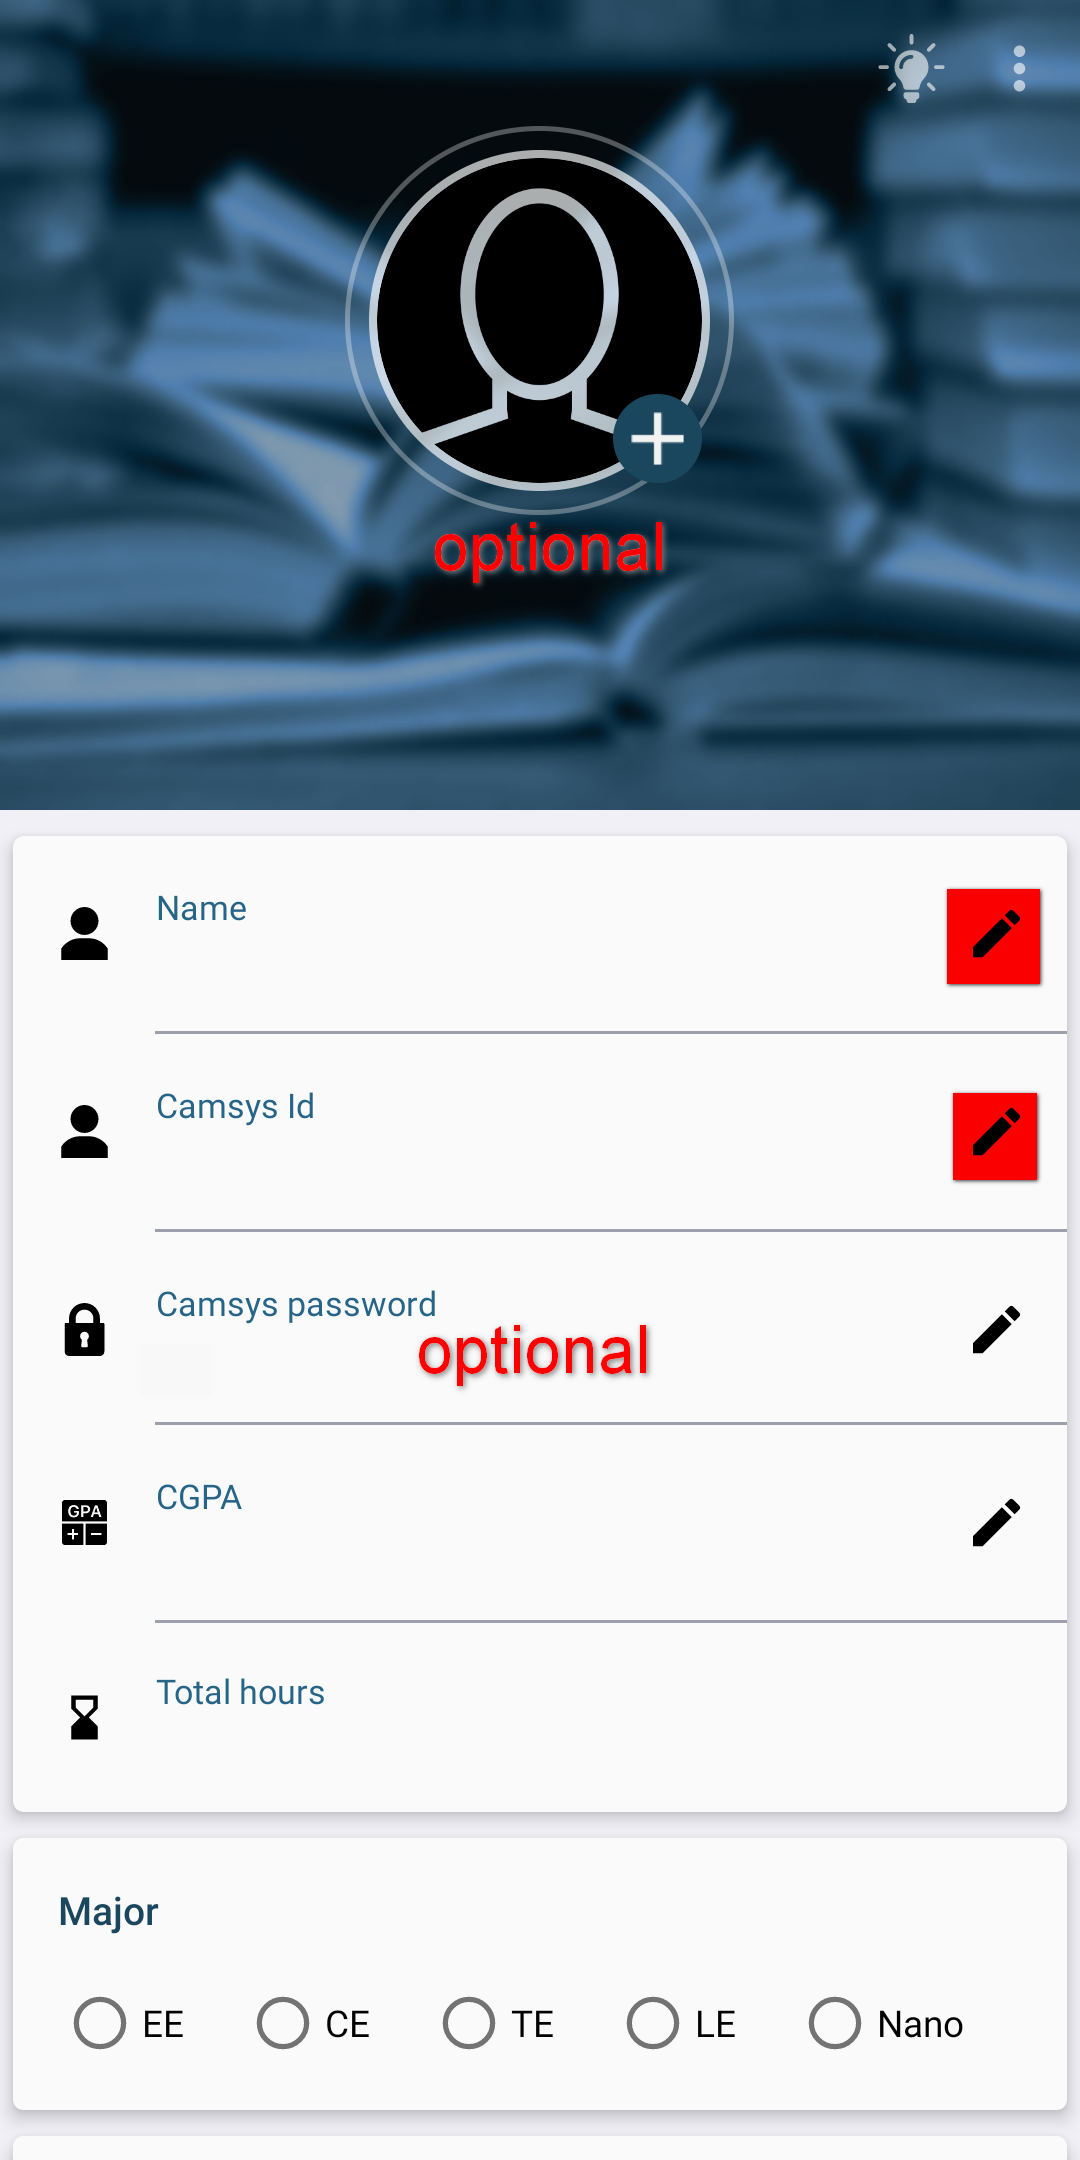 optional
Name
Camsys Id
Camsys password
optional
GPA
CGPA
Total hours
Major
EE CE TE LE Nano